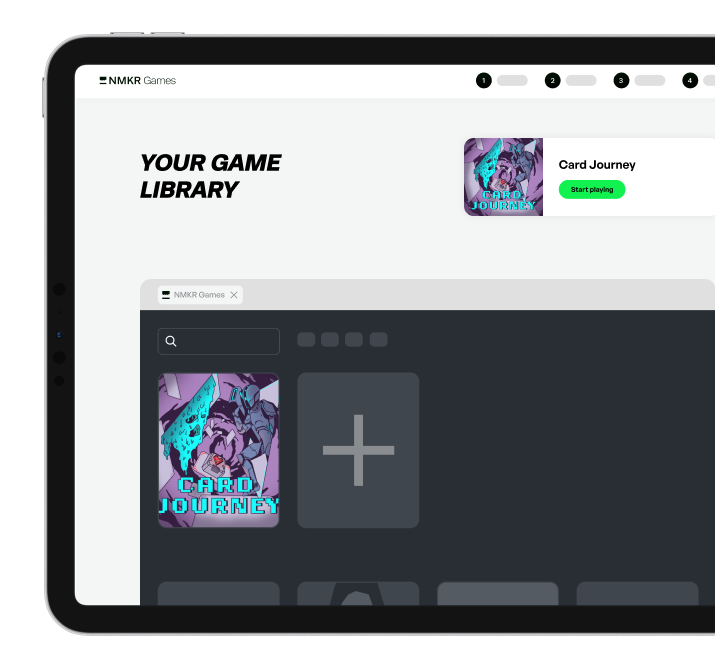 NMKR Games
1
2
3
4
YOUR GAME
LIBRARY
CARD
JOURNEY
Card Journey
Start playing
NMKR Games
CARD
JOURNEY